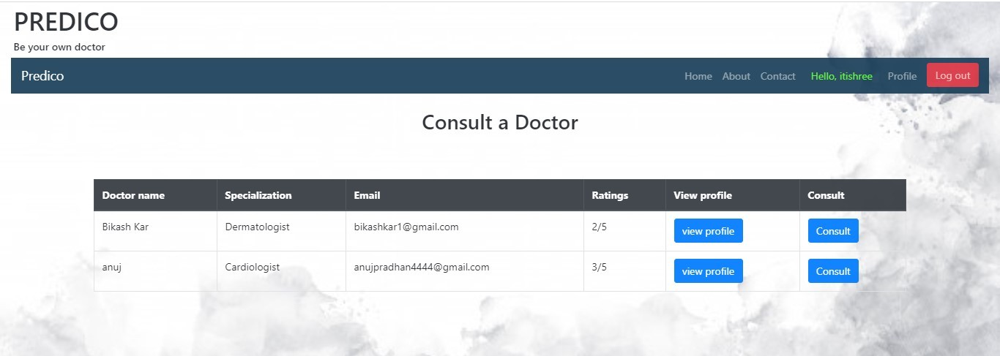 PREDICO
Be your own doctor
Predico Home About Contact Hello, itishree Profile Log out
Consult a Doctor
Doctor name Specialization Email Ratings View profile Consult
Bikash Kar Dermatologist bikashkar1@gmail.com 2/5 view profile Consult
anuj Cardiologist anujpradhan4444@gmail.com 3/5 view profile Consult